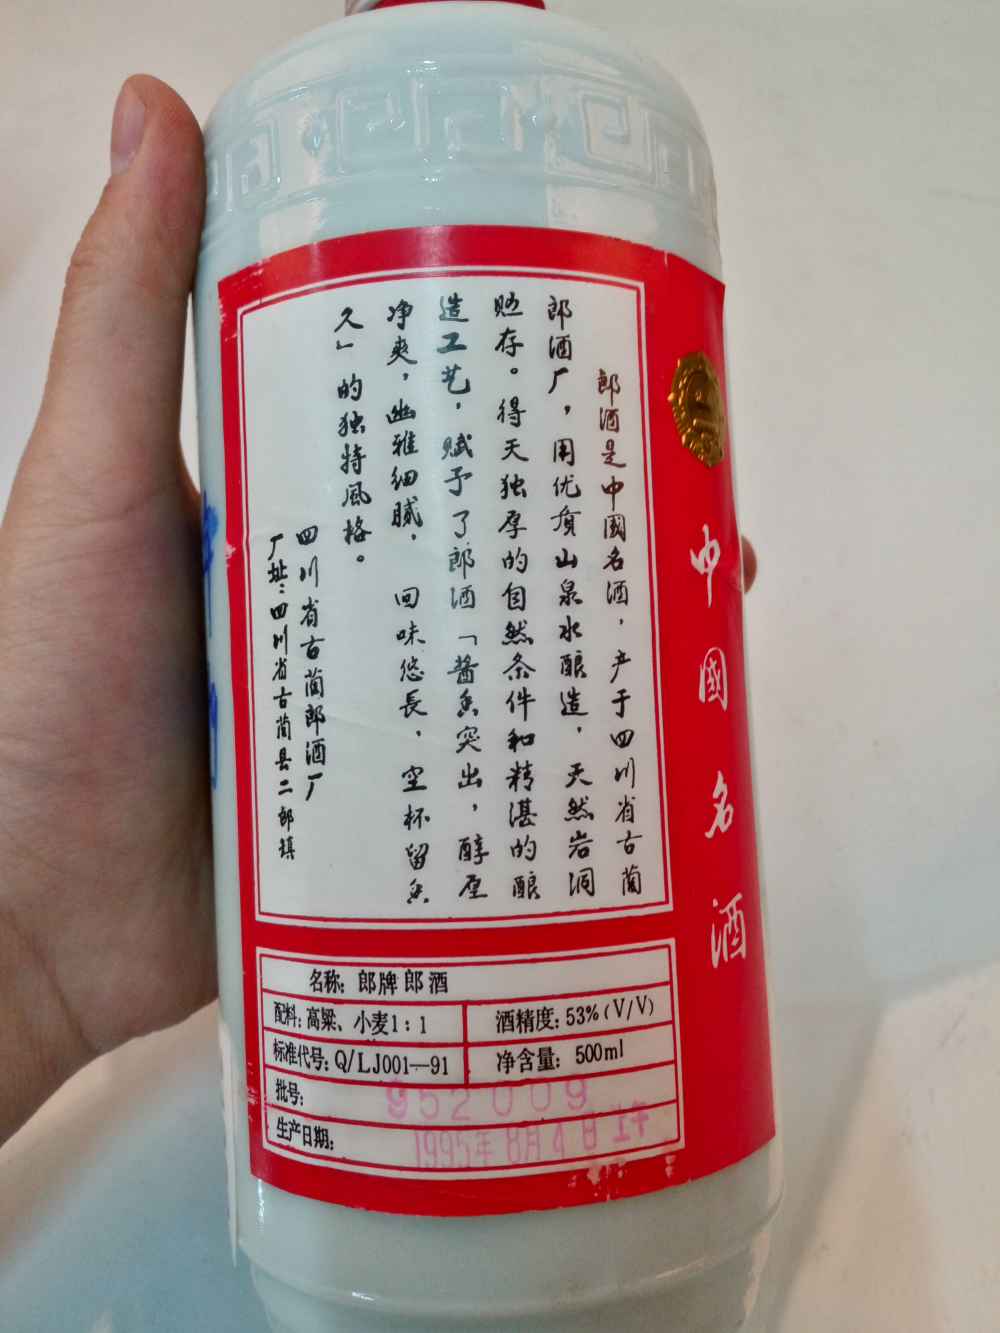 郎酒是中國名酒，产于四川省古蔺
郎酒厂，用优质山泉水酿造，天然岩洞
贮存。得天独厚的自然条件和精湛的酿
造工艺，赋予了郎酒「酱香突出，醇厚
净爽，幽雅细腻，回味悠長，空杯留香
久」的独特風格。
四川省古蔺郎酒厂
厂址：四川省古蔺县二郎镇
中國名酒
名称：郎牌郎酒
配料：高粱、小麦1：1
酒精度：53%（V/V）
标准代号：Q/LJ001—91
净含量：500ml
批号：952009
生产日期：1995年8月4日上午